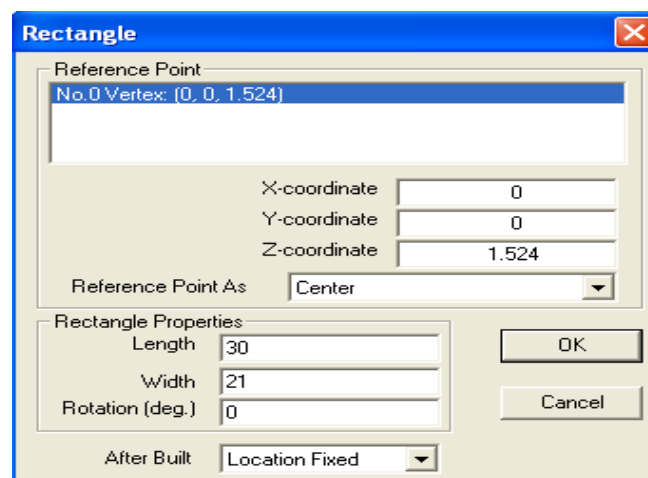 Rectangle
Reference Point
No.0 Vertex: (0, 0, 1.524)
X-coordinate 0
Y-coordinate 0
Z-coordinate 1.524
Reference Point As Center
Rectangle Properties
Length 30
OK
Width 21
Cancel
Rotation (deg.) 0
After Built Location Fixed